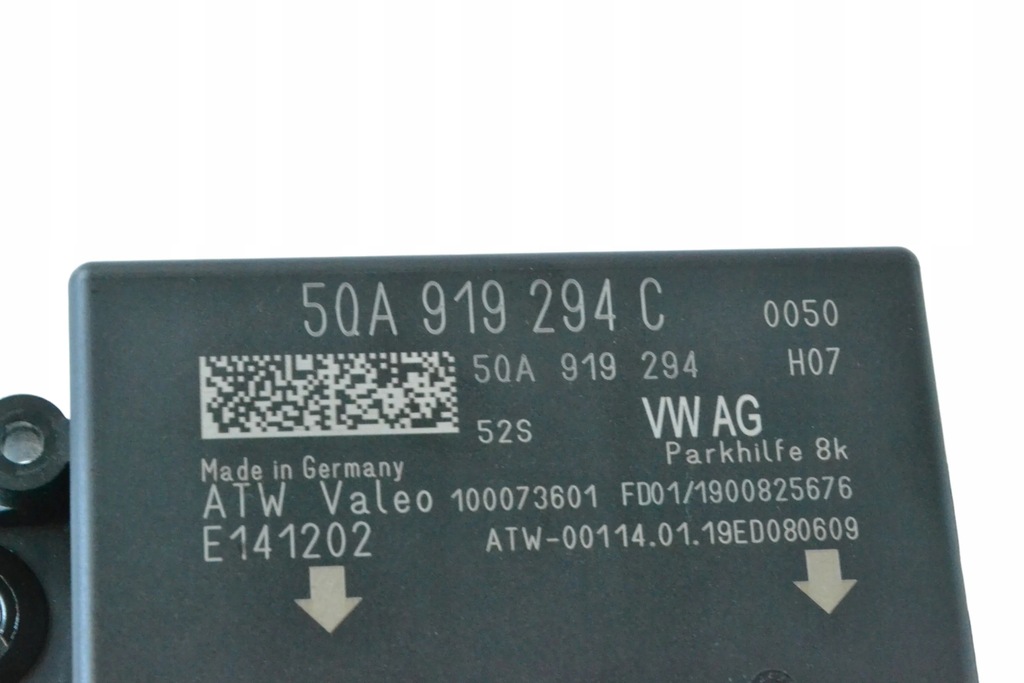 5QA 919 294 C 0050
5QA 919 294 H07
52S VW AG
Parkhilfe 8k
Made in Germany
ATW Valeo 100073601 FD01/1900825676
E141202 ATW-00114.01.19ED080609